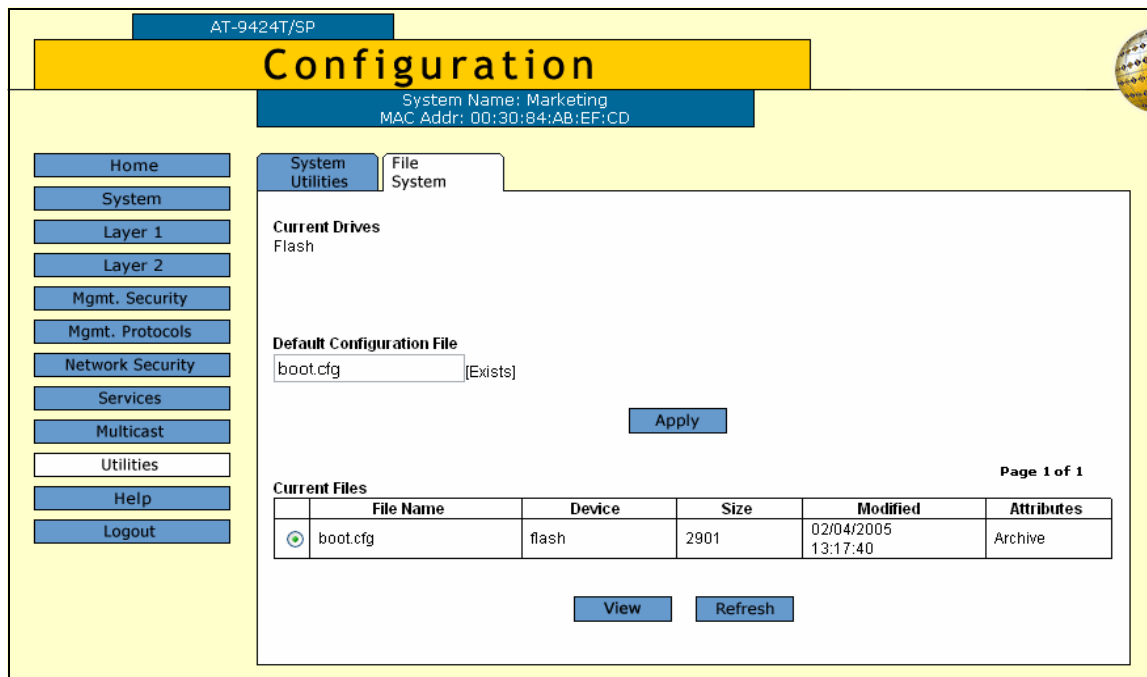 AT-9424T/SP
Configuration
System Name: Marketing
MAC Addr: 00:30:84:AB:EF:CD
Home
System
Layer 1
Layer 2
Mgmt. Security
Mgmt. Protocols
Network Security
Services
Multicast
Utilities
Help
Logout
System
Utilities
File
System
Current Drives
Flash
Default Configuration File
boot.cfg [Exists]
Apply
Page 1 of 1
Current Files
File Name Device Size Modified Attributes
boot.cfg flash 2901 02/04/2005 Archive
13:17:40
View Refresh